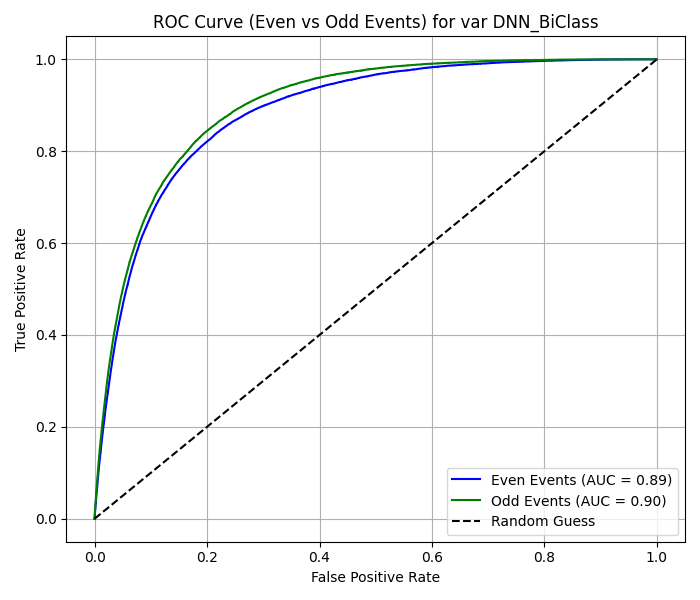 ROC Curve (Even vs Odd Events) for var DNN_BiClass
True Positive Rate
1.0
0.8
0.6
0.4
0.2
0.0
0.0 0.2 0.4 0.6 0.8 1.0
False Positive Rate
Even Events (AUC = 0.89)
Odd Events (AUC = 0.90)
Random Guess